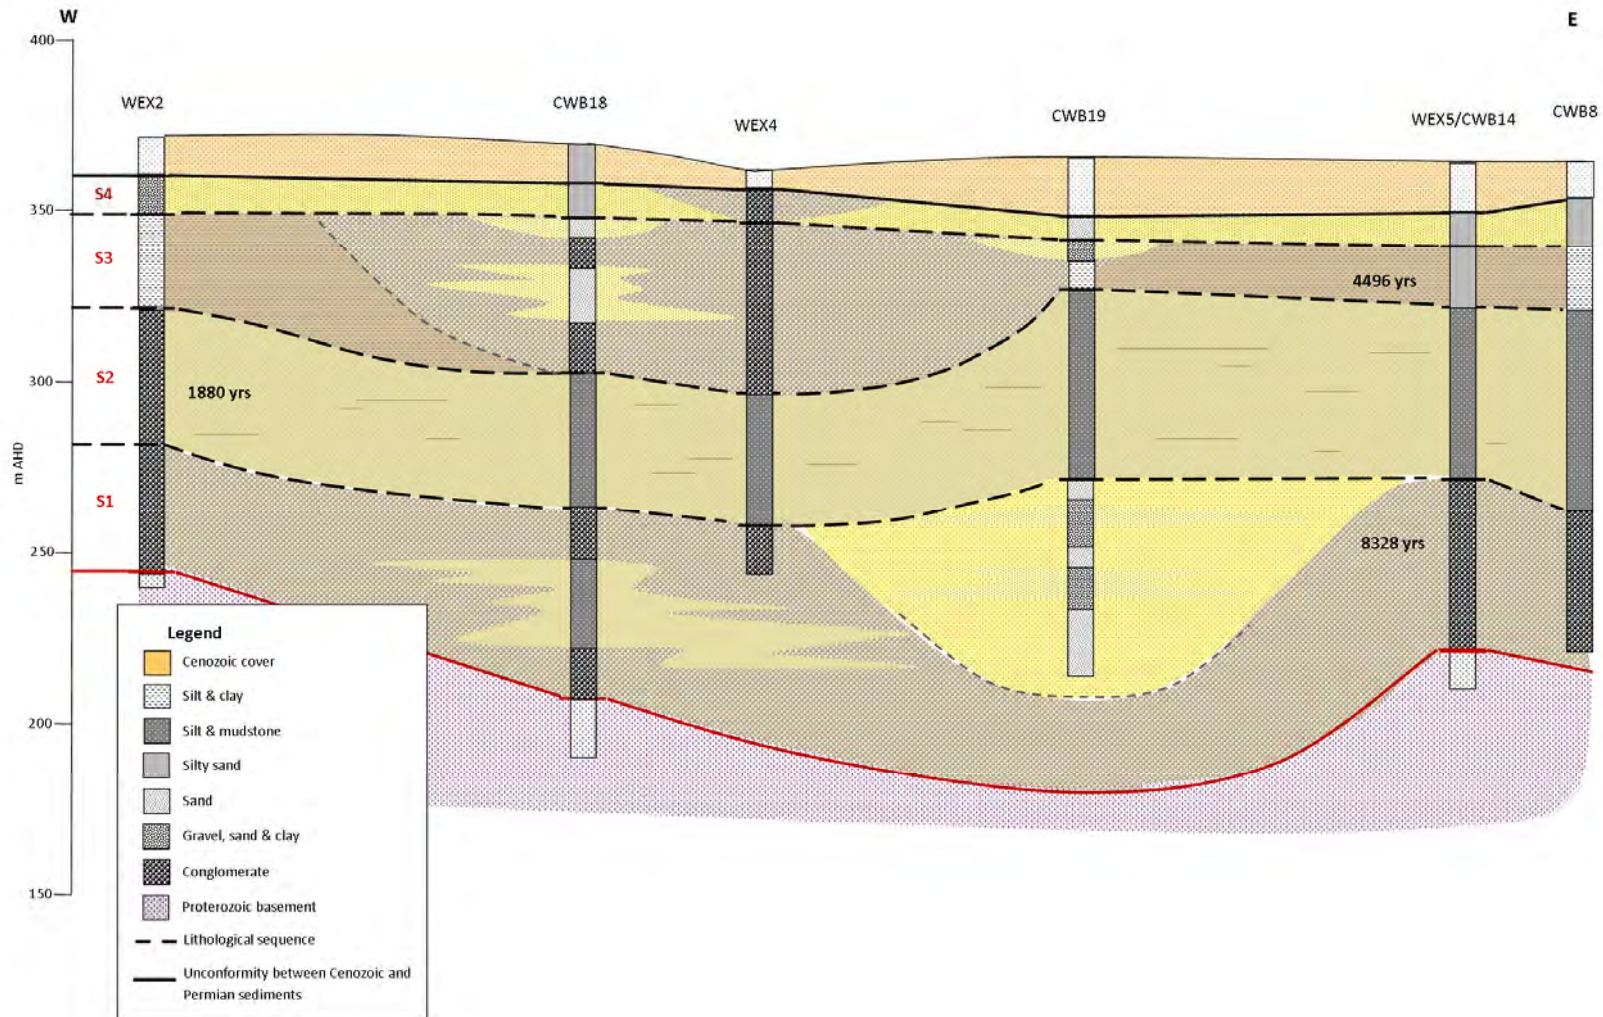 W
E
400
WEX2
CWB18
WEX4
CWB19
WEX5/CWB14
CWB8
S4
350
S3
4496 yrs
S2
300
1880 yrs
m AHD
S1
250
8328 yrs
200
150
Legend
Cenozoic cover
Silt & clay
Silt & mudstone
Silty sand
Sand
Gravel, sand & clay
Conglomerate
Proterozoic basement
Lithological sequence
Unconformity between Cenozoic and
Permian sediments